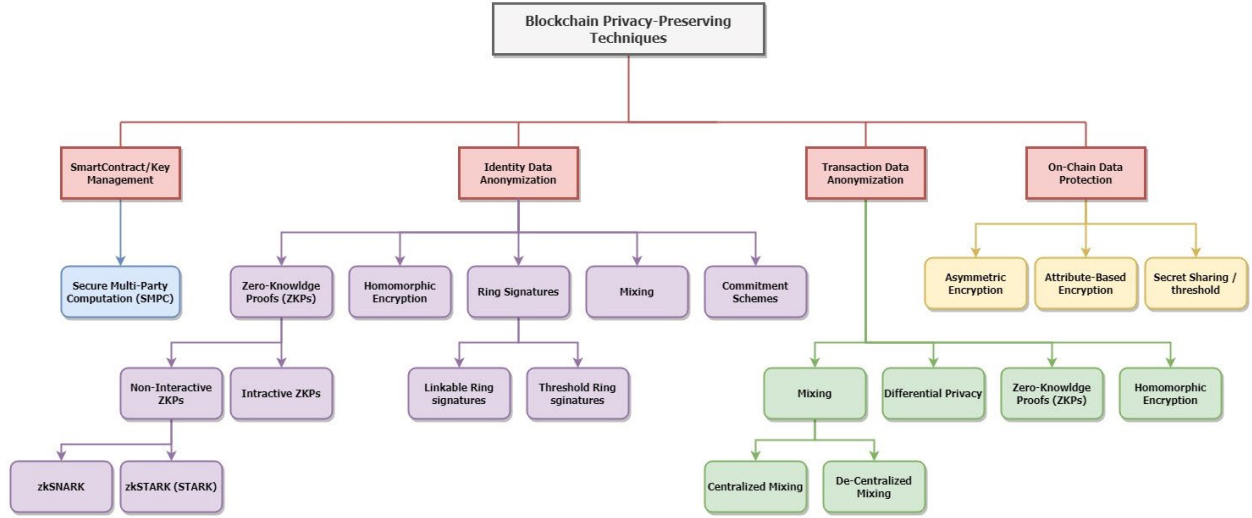 Blockchain Privacy-Preserving
Techniques
SmartContract/Key
Management
Identity Data
Anonymization
Transaction Data
Anonymization
On-Chain Data
Protection
Secure Multi-Party
Computation (SMPC)
Zero-Knowldge
Proofs (ZKPs)
Homomorphic
Encryption
Ring Signatures
Mixing
Commitment
Schemes
Asymmetric
Encryption
Attribute-Based
Encryption
Secret Sharing /
threshold
Non-Interactive
ZKPs
Intractive ZKPs
Linkable Ring
signatures
Threshold Ring
sginatures
Mixing
Differential Privacy
Zero-Knowldge
Proofs (ZKPs)
Homomorphic
Encryption
zkSNARK
zkSTARK (STARK)
Centralized Mixing
De-Centralized
Mixing